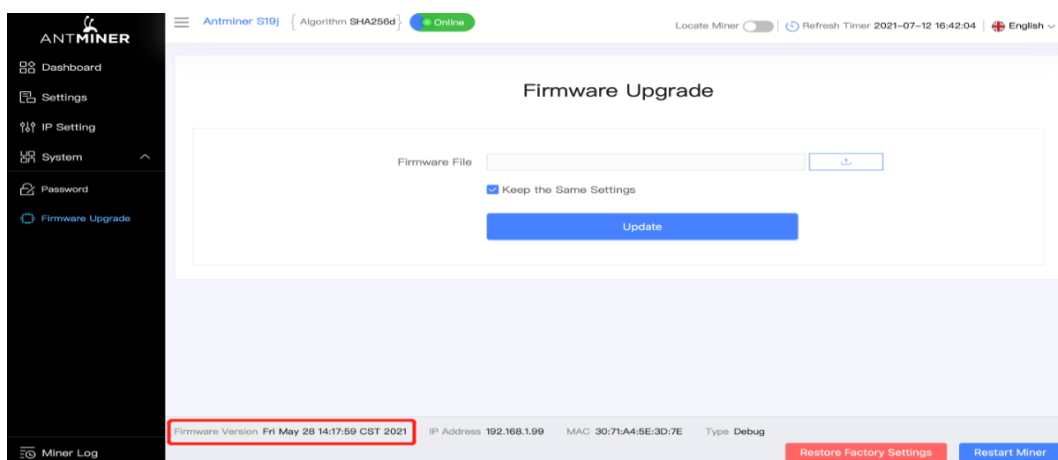 ANTMINER
Antminer S19j { Algorithm SHA256d } Online Locate Miner Refresh Timer 2021-07-12 16:42:04 English
Dashboard
Settings
IP Setting
System
Password
Firmware Upgrade
Firmware Upgrade
Firmware File
Keep the Same Settings
Update
Firmware Version Fri May 28 14:17:59 CST 2021 IP Address 192.168.1.99 MAC 30:71:A4:5E:3D:7E Type Debug
Miner Log Restore Factory Settings Restart Miner